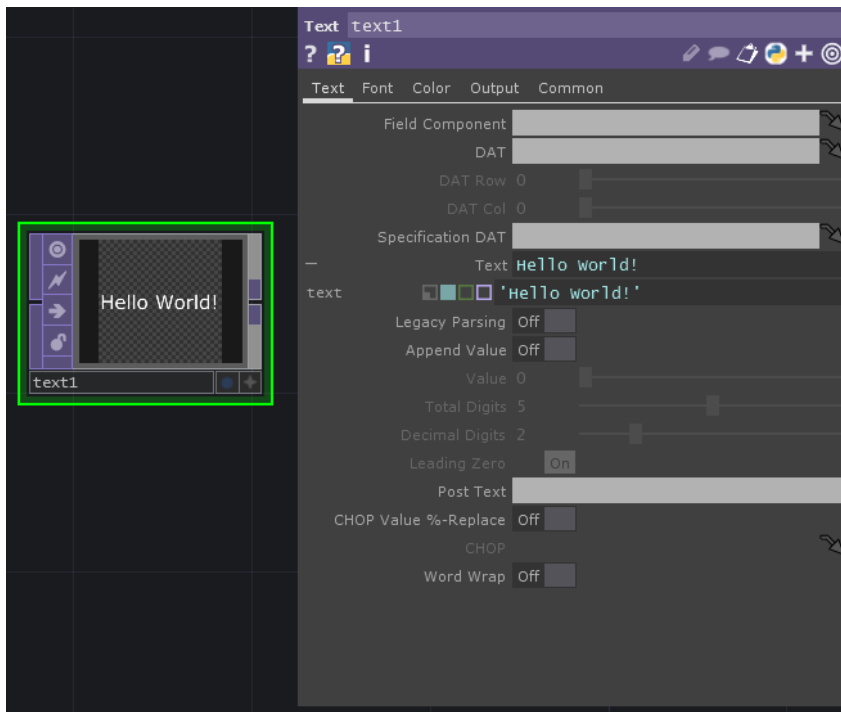 Text text1
? ? i
Text Font Color Output Common
Field Component
DAT
DAT Row 0
DAT Col 0
Specification DAT
Text Hello World!
text 'Hello World!'
Legacy Parsing Off
Append Value Off
Value 0
Total Digits 5
Decimal Digits 2
Leading Zero On
Post Text
CHOP Value %-Replace Off
CHOP
Word Wrap Off
Hello World!
text1